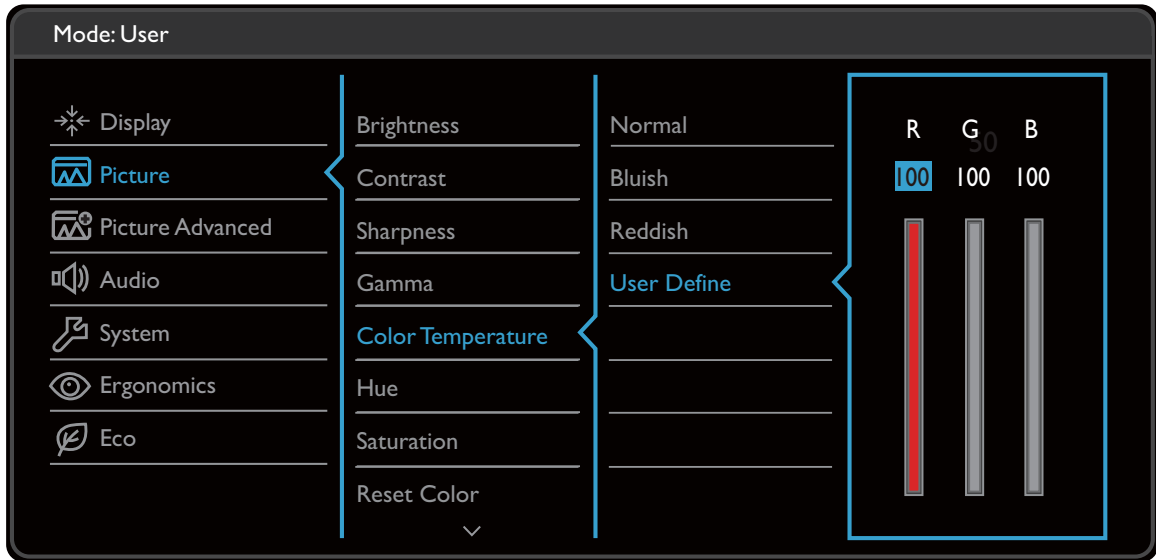 Mode: User
Display
Picture
Picture Advanced
Audio
System
Ergonomics
Eco
Brightness
Contrast
Sharpness
Gamma
Color Temperature
Hue
Saturation
Reset Color
Normal
Bluish
Reddish
User Define
R G B
50
100 100 100